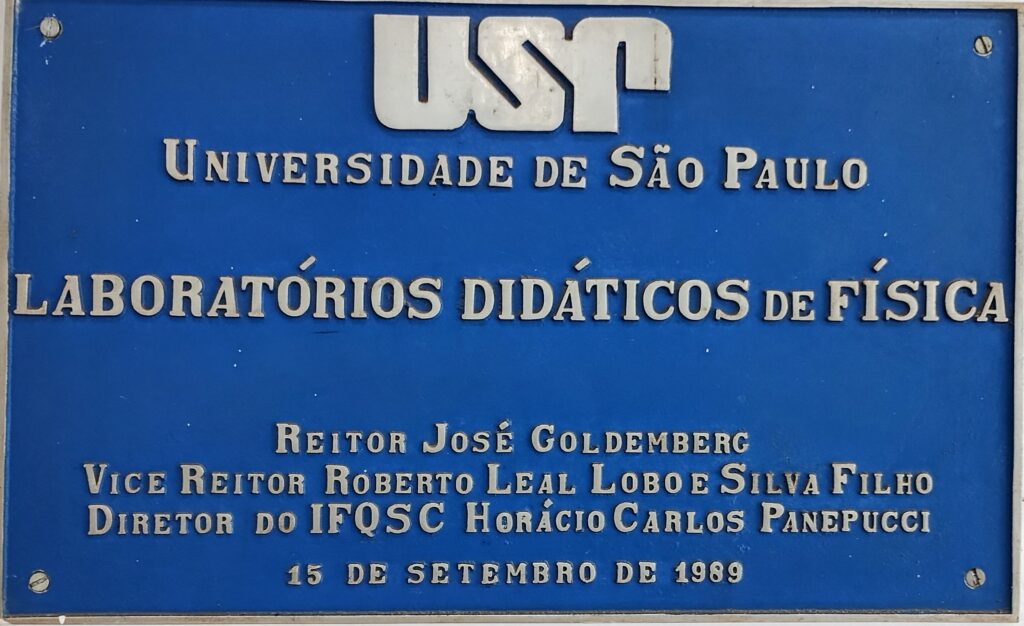 USP
UNIVERSIDADE DE SÃO PAULO
LABORATÓRIOS DIDÁTICOS DE FÍSICA
REITOR JOSÉ GOLDEMBERG
VICE REITOR ROBERTO LEAL LOBO E SILVA FILHO
DIRETOR DO IFQSC HORÁCIO CARLOS PANEPUCCI
15 DE SETEMBRO DE 1989